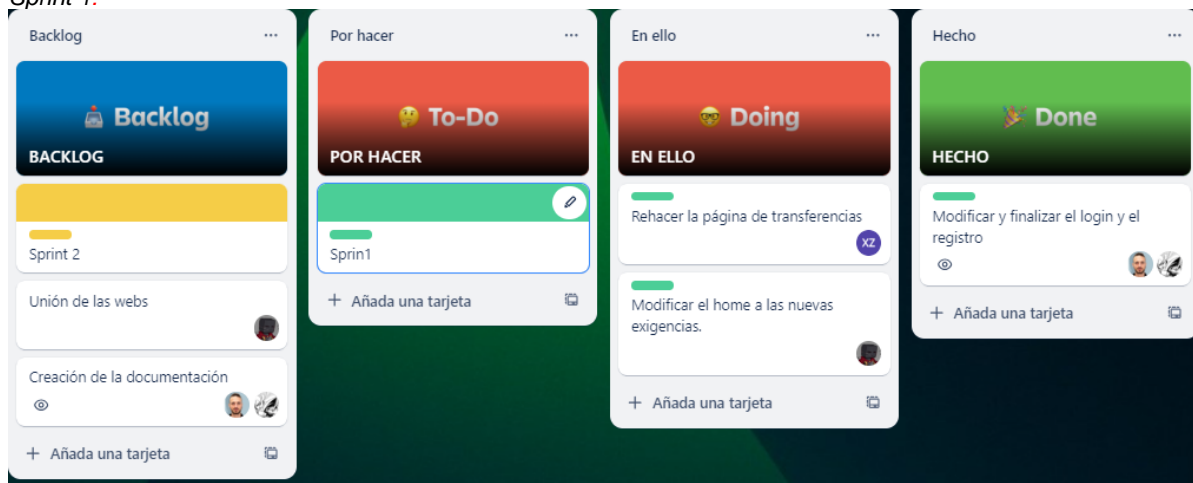 Sprint 1:
Backlog
Backlog
BACKLOG
Sprint 2
Unión de las webs
Creación de la documentación
+ Añada una tarjeta
Por hacer
To-Do
POR HACER
Sprin1
+ Añada una tarjeta
En ello
Doing
EN ELLO
Rehacer la página de transferencias
XZ
Modificar el home a las nuevas
exigencias.
+ Añada una tarjeta
Hecho
Done
HECHO
Modificar y finalizar el login y el
registro
+ Añada una tarjeta